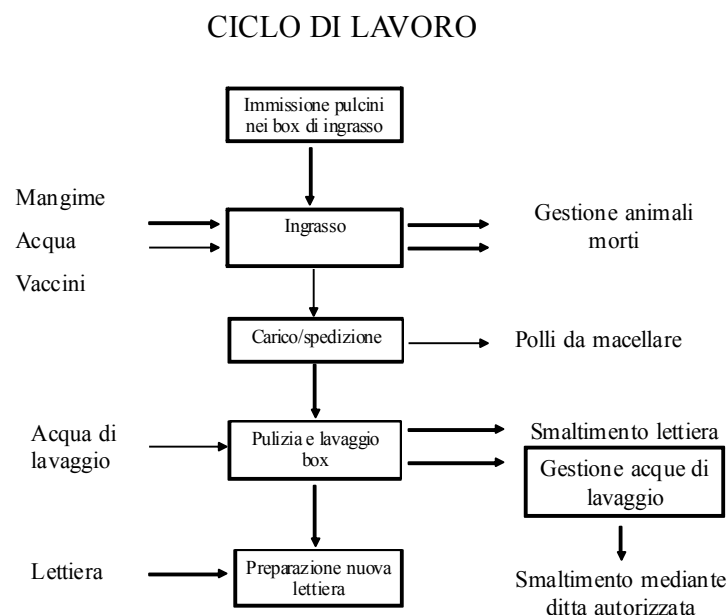 CICLO DI LAVORO
Immissione pulcini
nei box di ingrasso
Mangime
Acqua
Vaccini
Ingrasso
Gestione animali
morti
Carico/spedizione
Polli da macellare
Acqua di
lavaggio
Pulizia e lavaggio
box
Smaltimento lettiera
Gestione acque di
lavaggio
Lettiera
Preparazione nuova
lettiera
Smaltimento mediante
ditta autorizzata